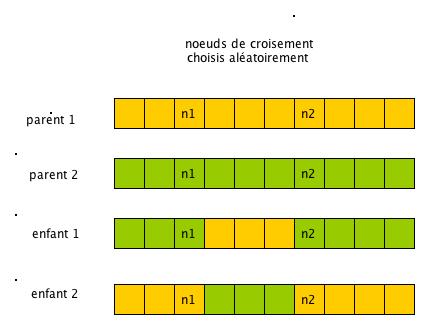 noeuds de croisement
choisis aléatoirement
parent 1 n1 n2
parent 2 n1 n2
enfant 1 n1 n2
enfant 2 n1 n2